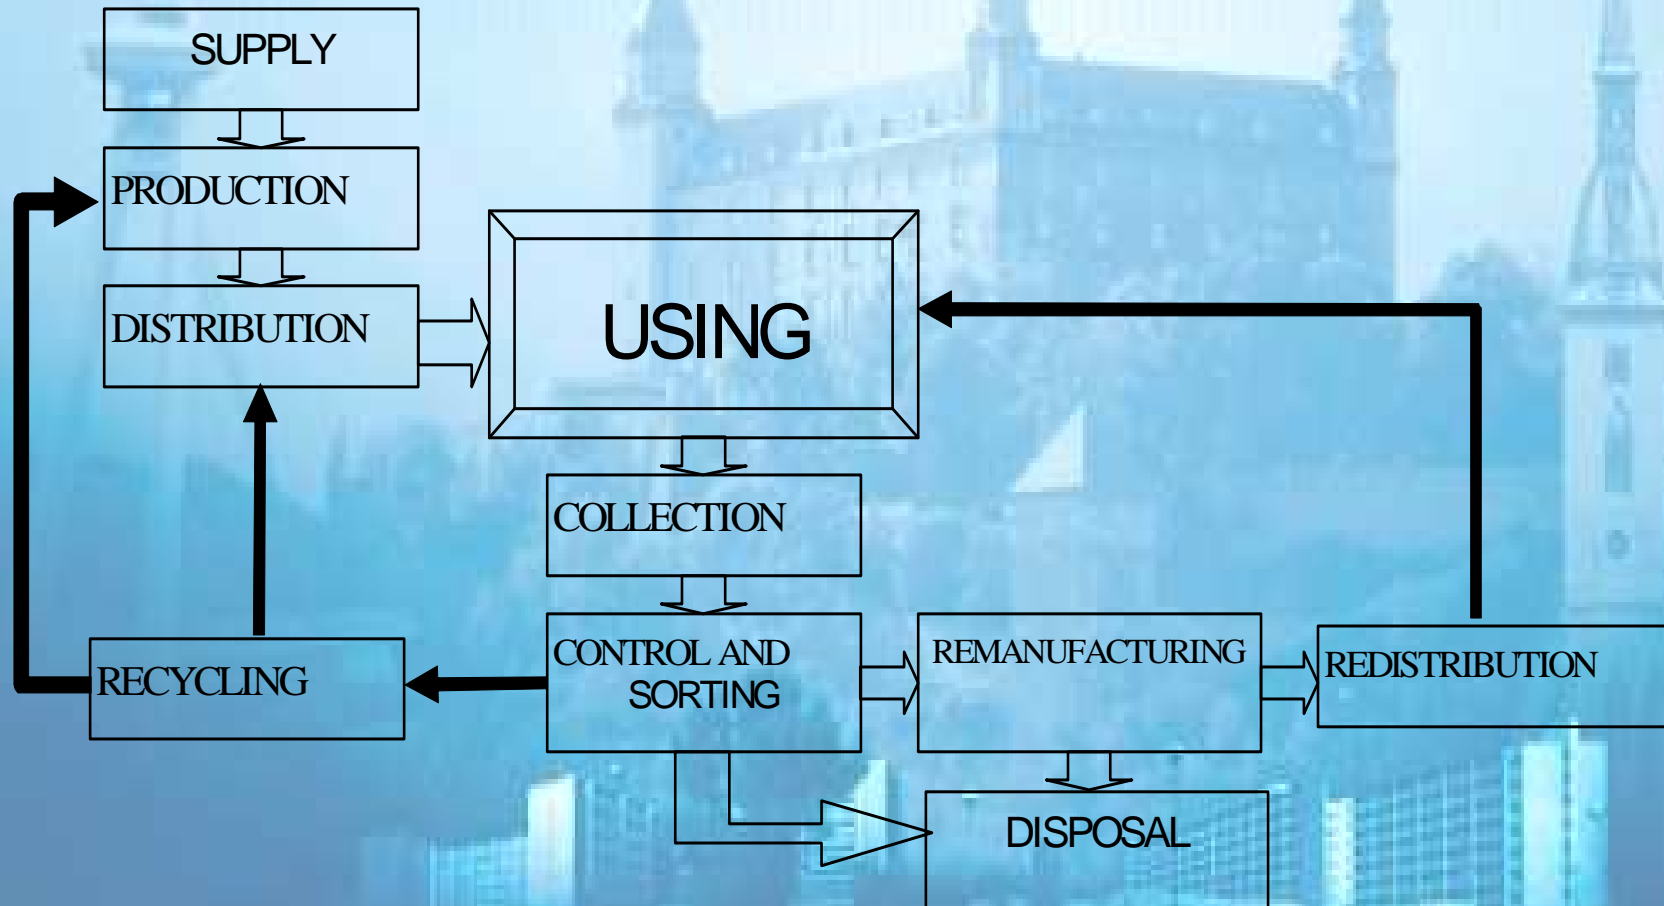 SUPPLY
PRODUCTION
DISTRIBUTION
USING
COLLECTION
CONTROL AND
SORTING
REMANUFACTURING
REDISTRIBUTION
RECYCLING
DISPOSAL